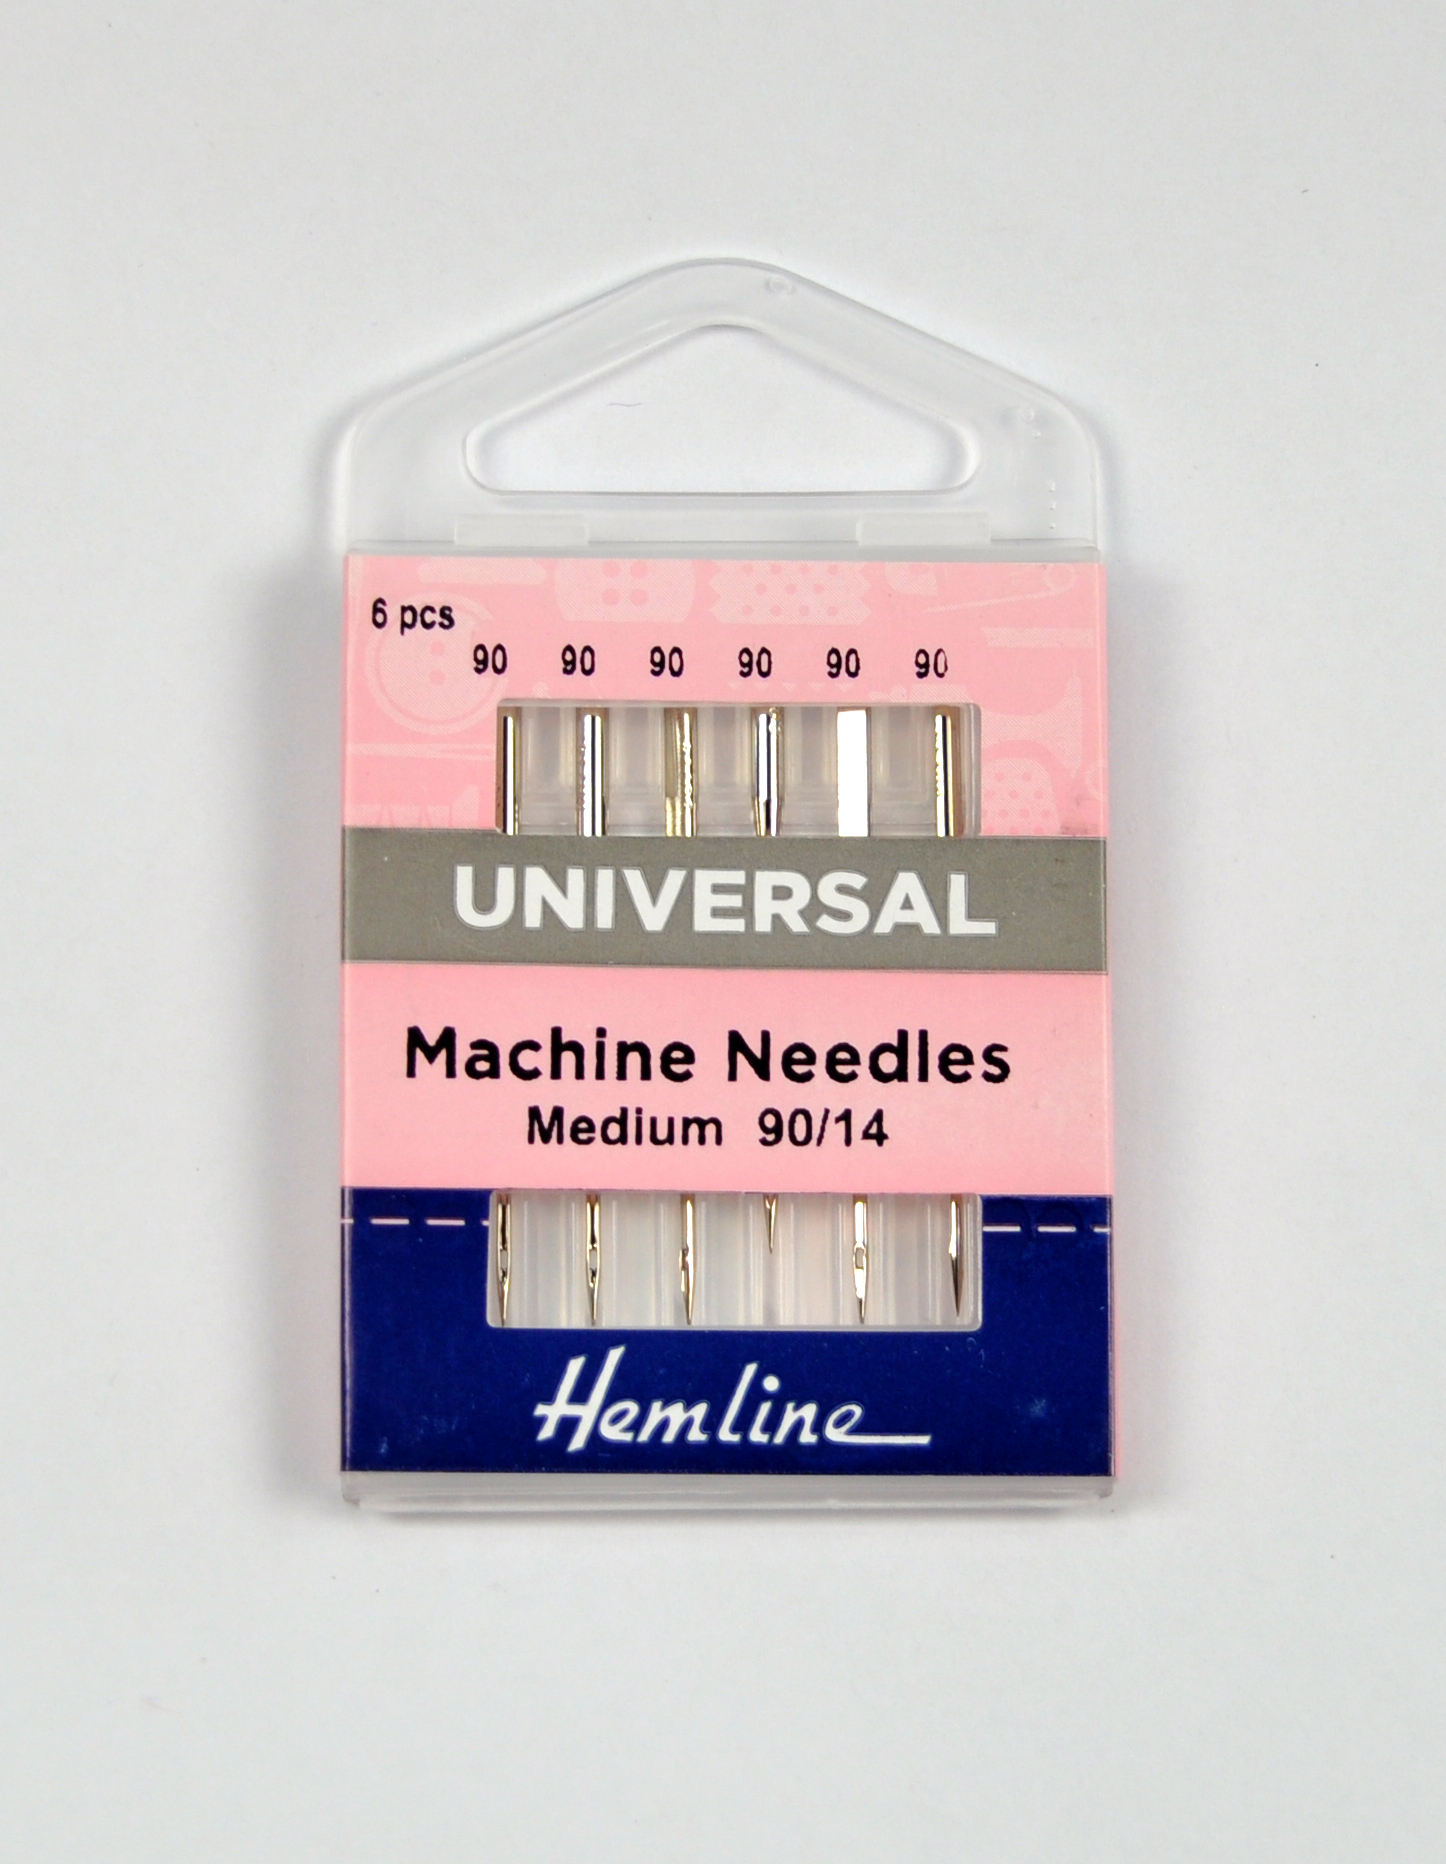 6 pcs
90 90 90 90 90 90
UNIVERSAL
Machine Needles
Medium 90/14
Hemline